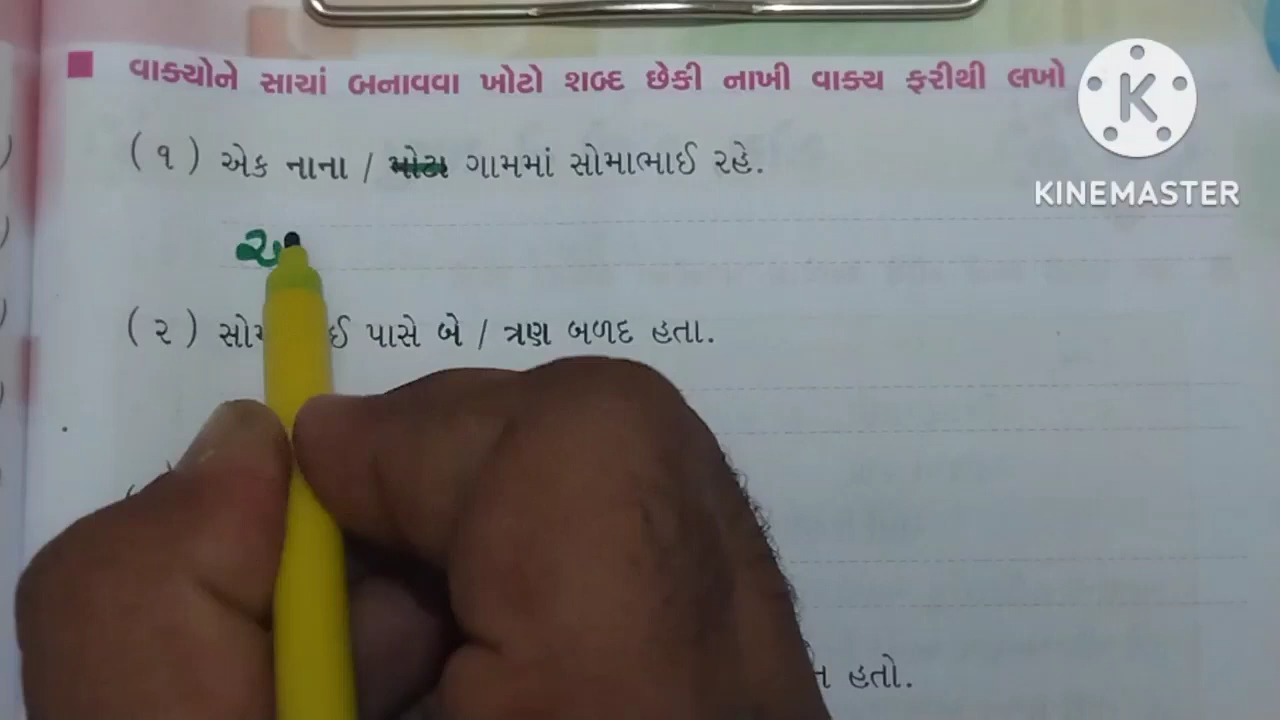 વાક્યોને સાચાં બનાવવા ખોટો શબ્દ છેકી નાખી વાક્ય ફરીથી લખો
KINEMASTER
(૧) એક નાના / મોટા ગામમાં સોમાભાઈ રહે.
(૨) પાસે બે / ત્રણ બળદ હતા.
હતો.